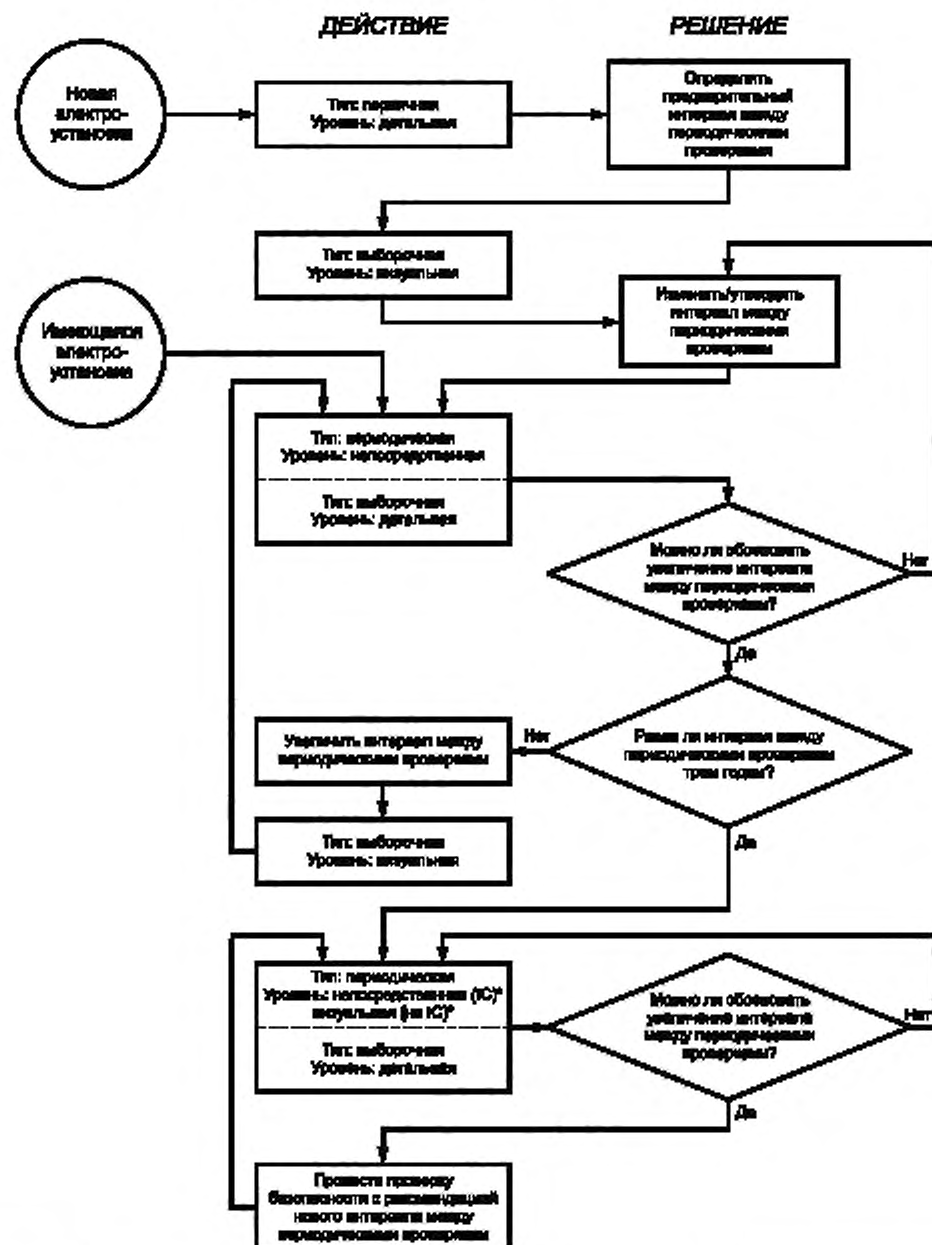 ДЕЙСТВИЕ
РЕШЕНИЕ
Новая
электро-
установка
Тип: первичная
Уровень: детальная
Определить
предварительный
интервал между
периодическими
проверками
Тип: выборочная
Уровень: визуальная
Изменить/утвердить
интервал между
периодическими
проверками
Имеющаяся
электро-
установка
Тип: периодическая
Уровень: непосредственная
Тип: выборочная
Уровень: детальная
Можно ли обосновать
увеличение интервала
между периодическими
проверками?
Нет
Да
Равен ли интервал между
периодическими проверками
трем годам?
Нет
Увеличить интервал между
периодическими проверками
Тип: выборочная
Уровень: визуальная
Да
Тип: периодическая
Уровень: непосредственная (IC)*
визуальная (не IC)*
Тип: выборочная
Уровень: детальная
Можно ли обосновать
увеличение интервала
между периодическими
проверками?
Нет
Да
Провести проверку
безопасности с рекомендацией
нового интервала между
периодическими проверками